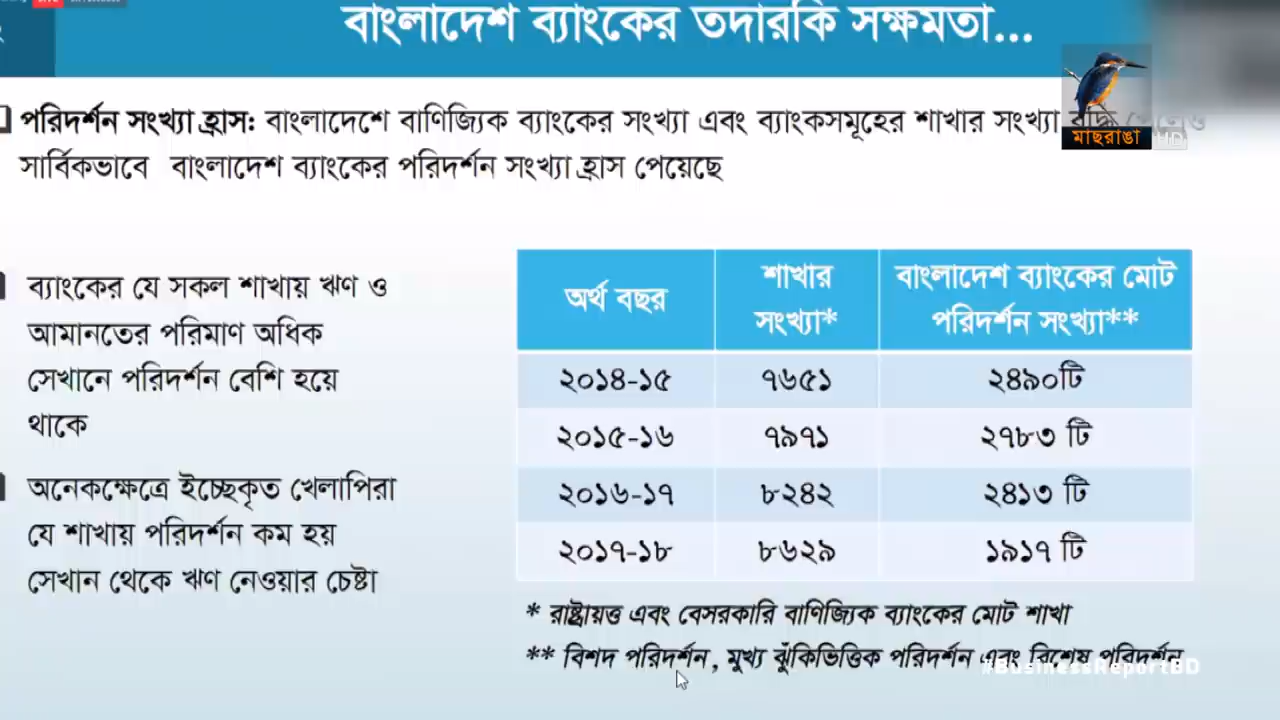 LIVE
বাংলাদেশ ব্যাংকের তদারকি সক্ষমতা...
পরিদর্শন সংখ্যা হ্রাস: বাংলাদেশে বাণিজ্যিক ব্যাংকের সংখ্যা এবং ব্যাংকসমূহের শাখার সংখ্যা
সার্বিকভাবে বাংলাদেশ ব্যাংকের পরিদর্শন সংখ্যা হ্রাস পেয়েছে
মাছরাঙা HD
ব্যাংকের যে সকল শাখায় ঋণ ও
আমানতের পরিমাণ অধিক
সেখানে পরিদর্শন বেশি হয়ে
থাকে
অনেকক্ষেত্রে ইচ্ছেকৃত খেলাপিরা
যে শাখায় পরিদর্শন কম হয়
সেখান থেকে ঋণ নেওয়ার চেষ্টা
অর্থ বছর শাখার সংখ্যা* বাংলাদেশ ব্যাংকের মোট পরিদর্শন সংখ্যা**
২০১৪-১৫ ৭৬৫১ ২৪৯০টি
২০১৫-১৬ ৭৯৭১ ২৭৮৩ টি
২০১৬-১৭ ৮২৪২ ২৪১৩ টি
২০১৭-১৮ ৮৬২৯ ১৯১৭ টি
* রাষ্ট্রায়ত্ত এবং বেসরকারি বাণিজ্যিক ব্যাংকের মোট শাখা
** বিশদ পরিদর্শন, মুখ্য ঝুঁকিভিত্তিক পরিদর্শন এবং বিশেষ পরিদর্শন
#BusinessReportBD